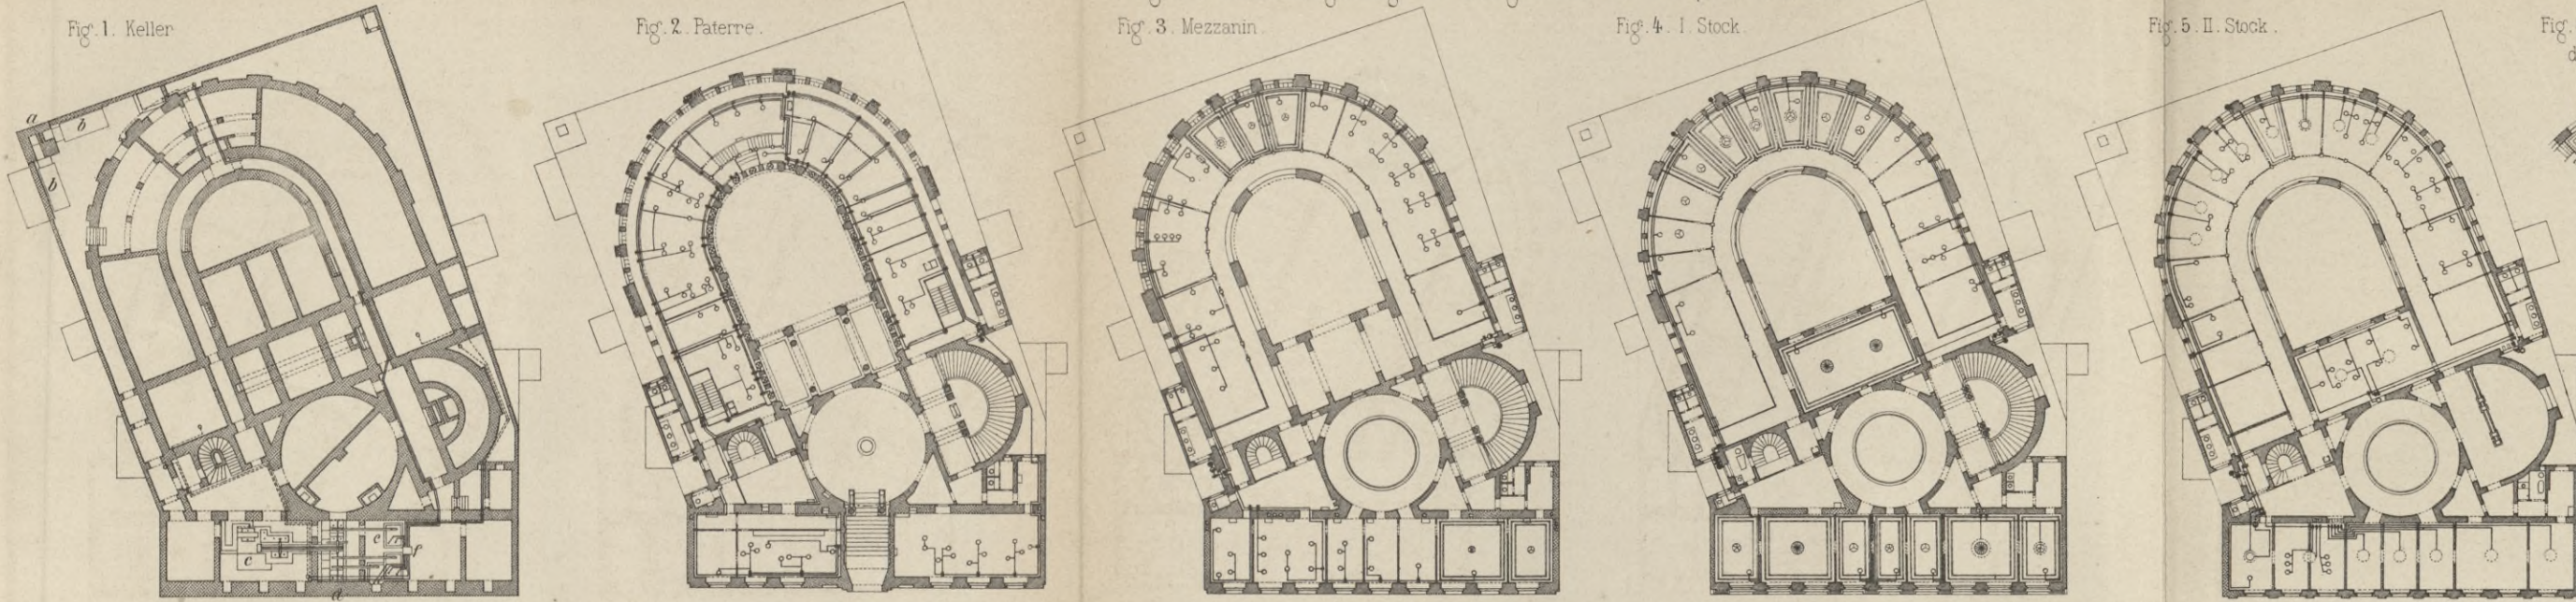 Fig. 1. Keller
Fig. 2. Paterre.
Fig. 3. Mezzanin.
Fig. 4. I. Stock.
Fig. 5. II. Stock.
Fig.
d
a
b
b
c
e
f
d